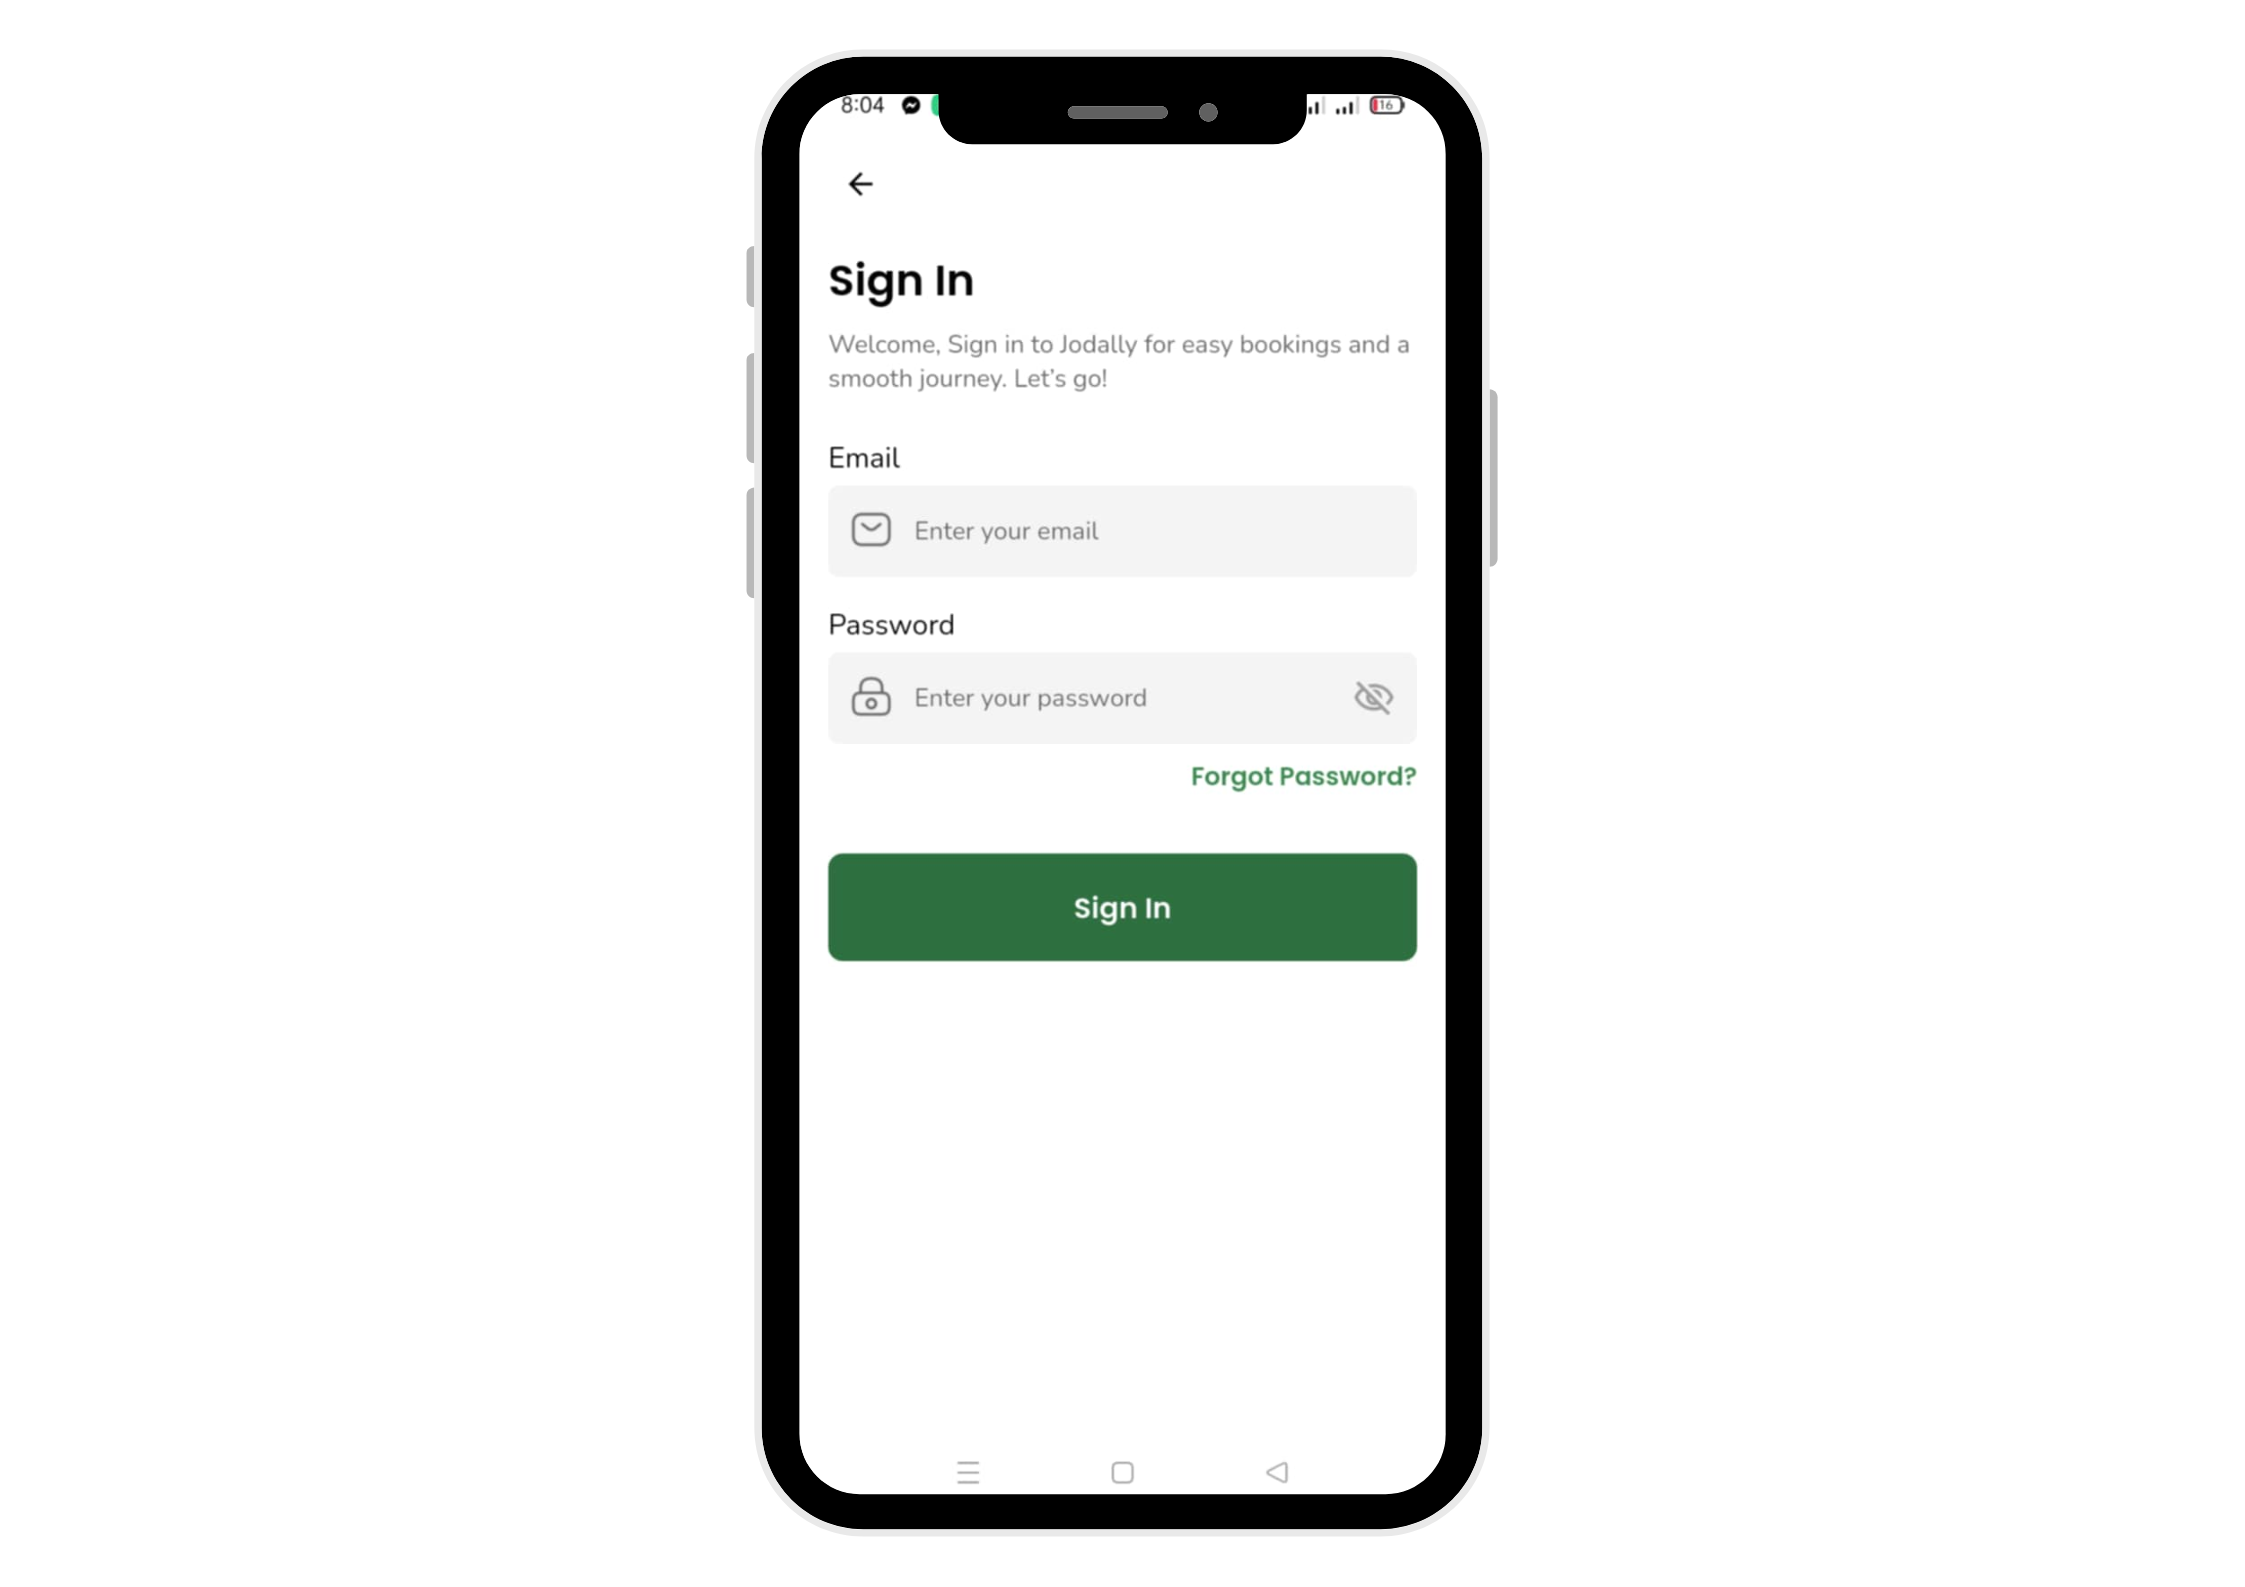 8:04
16
Sign In
Welcome, Sign in to Jodally for easy bookings and a
smooth journey. Let’s go!
Email
Enter your email
Password
Enter your password
Forgot Password?
Sign In